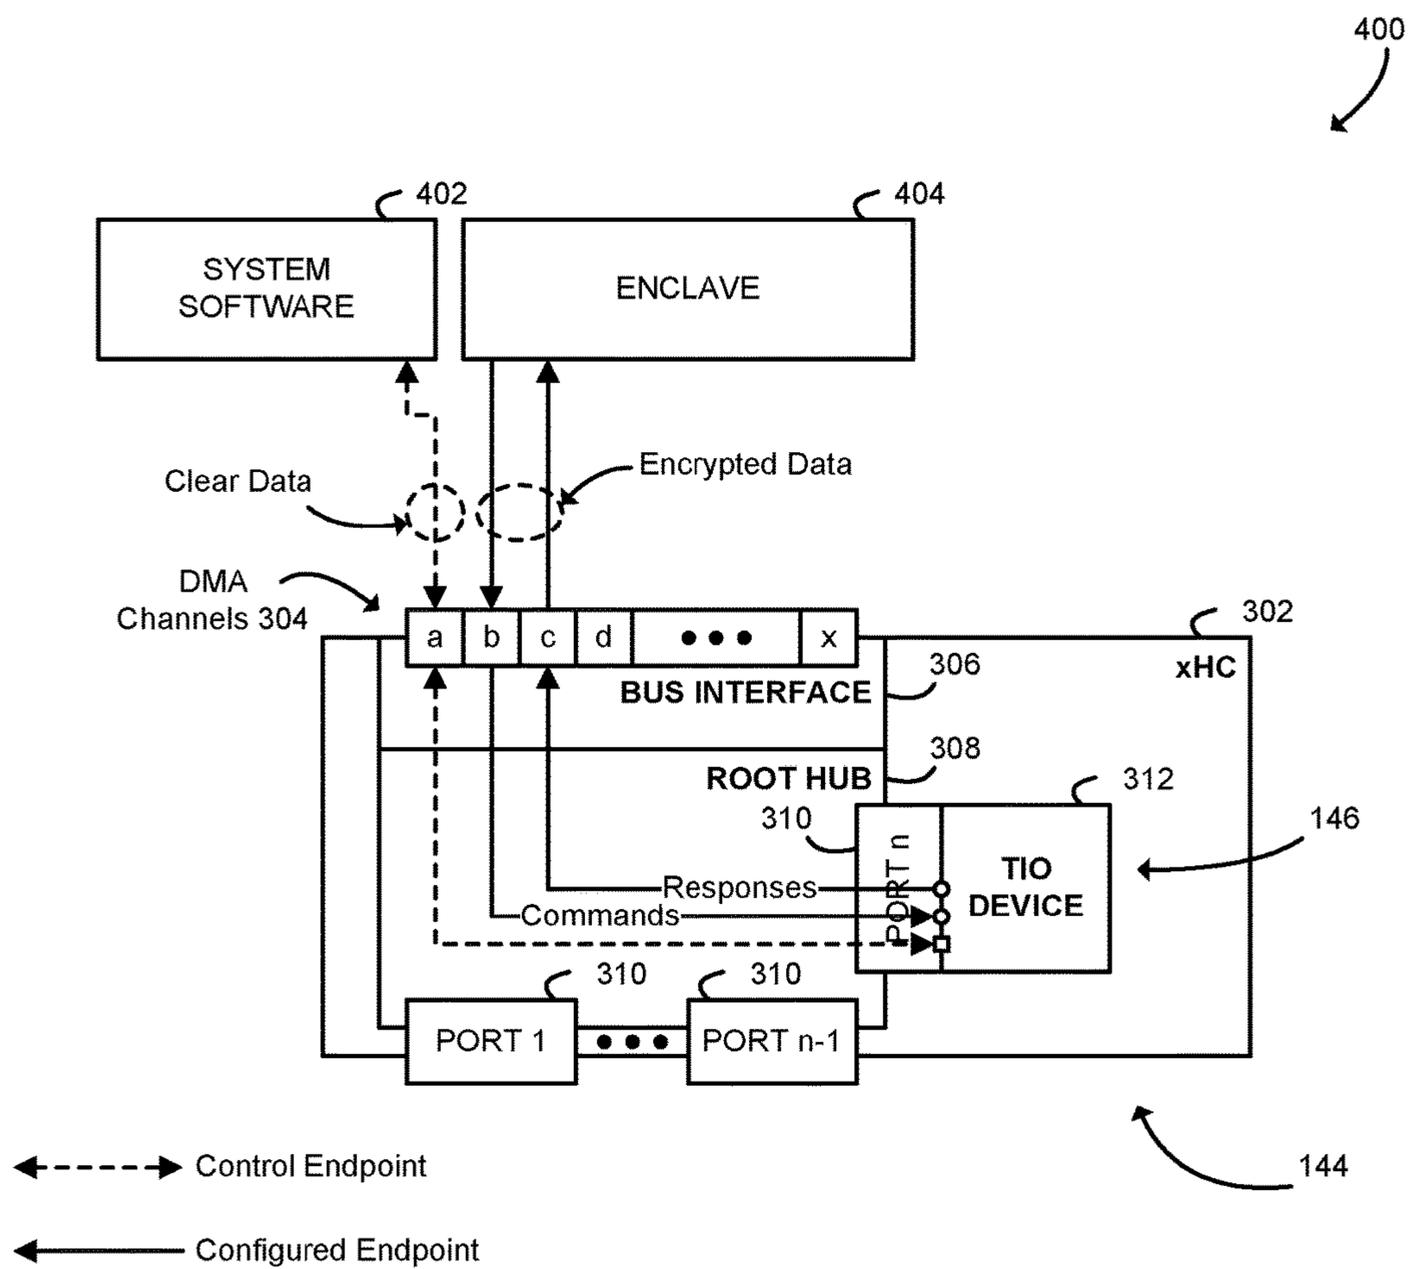 400
402
404
SYSTEM
SOFTWARE
ENCLAVE
Clear Data
Encrypted Data
DMA
Channels 304
a
b
c
d
x
302
xHC
BUS INTERFACE
306
ROOT HUB
308
312
310
146
PORT n
TIO
DEVICE
Responses
Commands
310
310
PORT 1
PORT n-1
Control Endpoint
144
Configured Endpoint